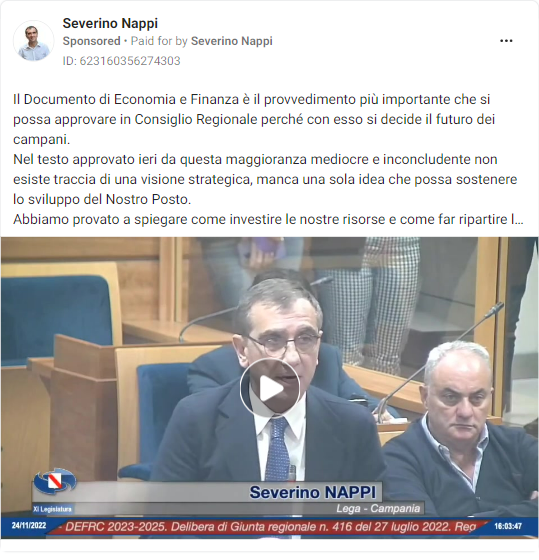 Severino Nappi
Sponsored • Paid for by Severino Nappi
ID: 623160356274303
Il Documento di Economia e Finanza è il provvedimento più importante che si
possa approvare in Consiglio Regionale perché con esso si decide il futuro dei
campani.
Nel testo approvato ieri da questa maggioranza mediocre e inconcludente non
esiste traccia di una visione strategica, manca una sola idea che possa sostenere
lo sviluppo del Nostro Posto.
Abbiamo provato a spiegare come investire le nostre risorse e come far ripartire l...
Severino NAPPI
XI Legislatura
Lega - Campania
24/11/2022
- DEFRC 2023-2025. Delibera di Giunta regionale n. 416 del 27 luglio 2022. Reg
16:03:47